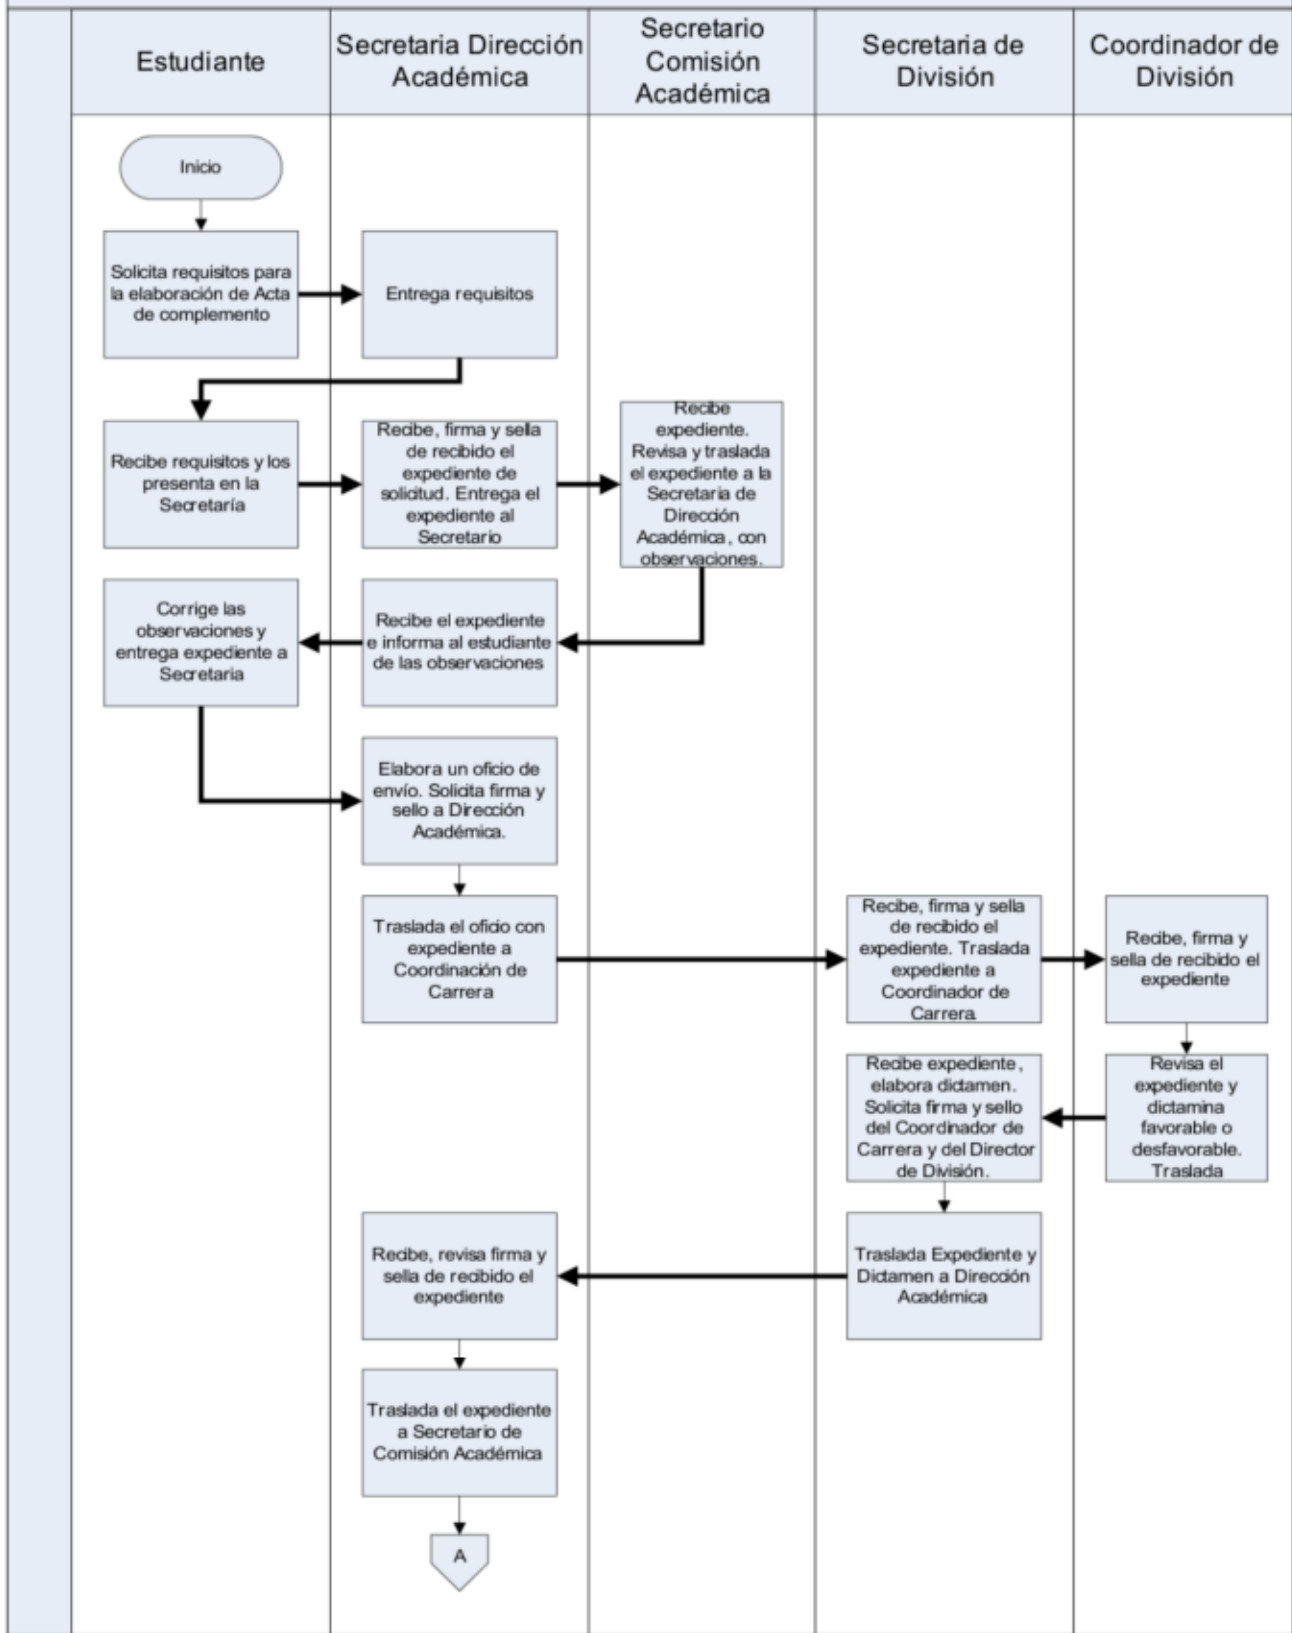 Estudiante
Secretaria Dirección
Académica
Secretario
Comisión
Académica
Secretaria de
División
Coordinador de
División
Inicio
Solicita requisitos para
la elaboración de Acta
de complemento
Entrega requisitos
Recibe requisitos y los
presenta en la
Secretaría
Recibe, firma y sella
de recibido el
expediente de
solicitud. Entrega el
expediente al
Secretario
Recibe
expediente.
Revisa y traslada
el expediente a la
Secretaria de
Dirección
Académica, con
observaciones.
Corrige las
observaciones y
entrega expediente a
Secretaria
Recibe el expediente
e informa al estudiante
de las observaciones
Elabora un oficio de
envío. Solicita firma y
sello a Dirección
Académica.
Traslada el oficio con
expediente a
Coordinación de
Carrera
Recibe, firma y sella
de recibido el
expediente. Traslada
expediente a
Coordinador de
Carrera.
Recibe, firma y
sella de recibido el
expediente
Recibe expediente,
elabora dictamen.
Solicita firma y sello
del Coordinador de
Carrera y del Director
de División.
Revisa el
expediente y
dictamina
favorable o
desfavorable.
Traslada
Recibe, revisa firma y
sella de recibido el
expediente
Traslada Expediente y
Dictamen a Dirección
Académica
Traslada el expediente
a Secretario de
Comisión Académica
A